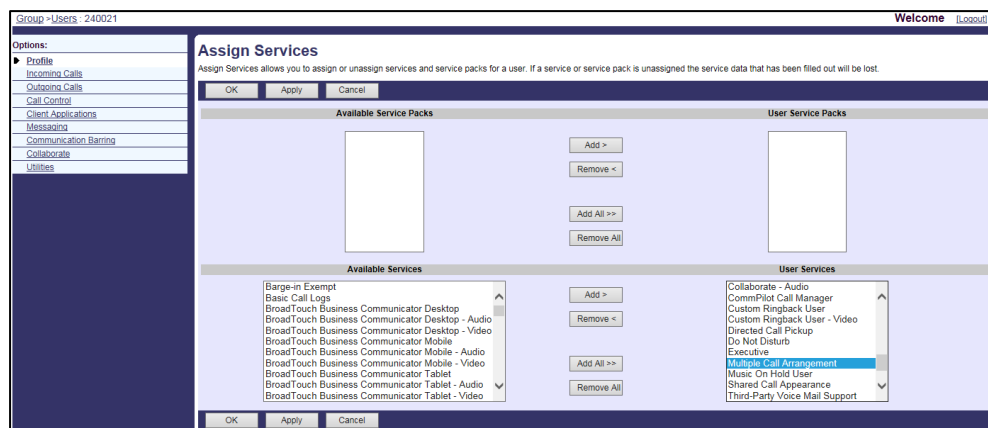 Group >Users : 240021
Welcome [Logout]
Options:
Profile
Incoming Calls
Outgoing Calls
Call Control
Client Applications
Messaging
Communication Barring
Collaborate
Utilities
Assign Services
Assign Services allows you to assign or unassign services and service packs for a user. If a service or service pack is unassigned the service data that has been filled out will be lost.
OK Apply Cancel
Available Service Packs User Service Packs
Add >
Remove <
Add All >>
Remove All
Available Services User Services
Barge-in Exempt
Basic Call Logs
BroadTouch Business Communicator Desktop
BroadTouch Business Communicator Desktop - Audio
BroadTouch Business Communicator Desktop - Video
BroadTouch Business Communicator Mobile
BroadTouch Business Communicator Mobile - Audio
BroadTouch Business Communicator Mobile - Video
BroadTouch Business Communicator Tablet
BroadTouch Business Communicator Tablet - Audio
BroadTouch Business Communicator Tablet - Video
Add >
Remove <
Add All >>
Remove All
Collaborate - Audio
CommPilot Call Manager
Custom Ringback User
Custom Ringback User - Video
Directed Call Pickup
Do Not Disturb
Executive
Multiple Call Arrangement
Music On Hold User
Shared Call Appearance
Third-Party Voice Mail Support
OK Apply Cancel